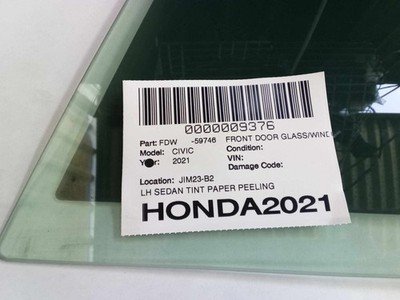 0000009376
Part: FDW -59746 FRONT DOOR GLASS/WIND
Model: CIVIC Condition:
Year: 2021 VIN:
Damage Code:
Location: JIM23-B2
LH SEDAN TINT PAPER PEELING
HONDA2021